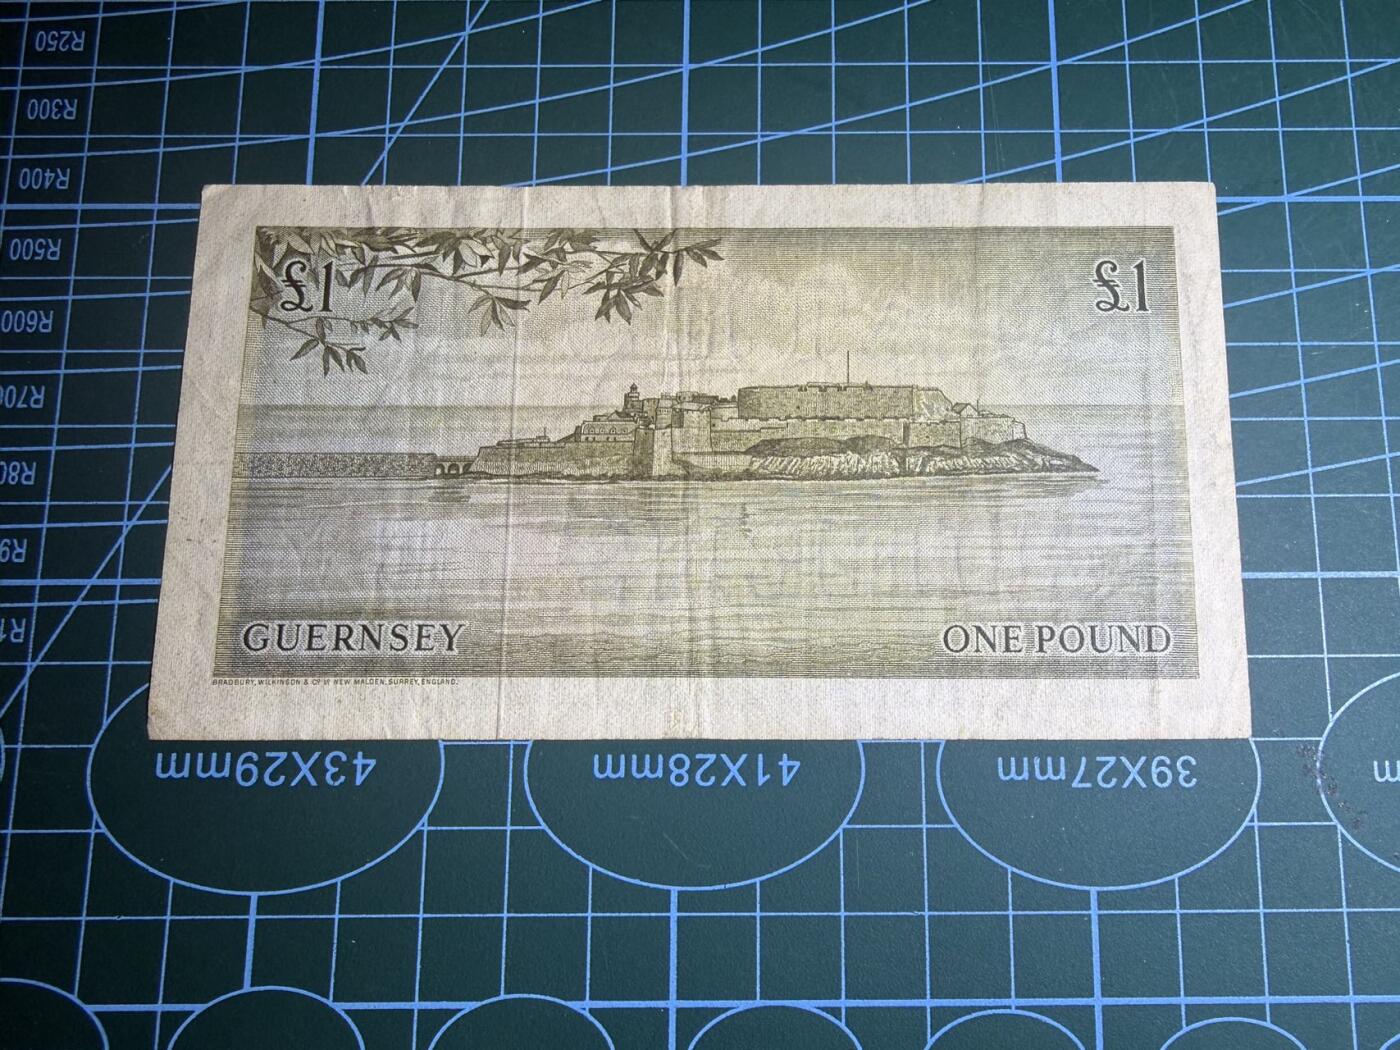 R250
R300
R400
R500
R600
£1
£1
GUERNSEY
ONE POUND
BRADBURY, WILKINSON & Cº Lᵈ NEW MALDEN, SURREY, ENGLAND.
43X29mm
41X28mm
39X27mm